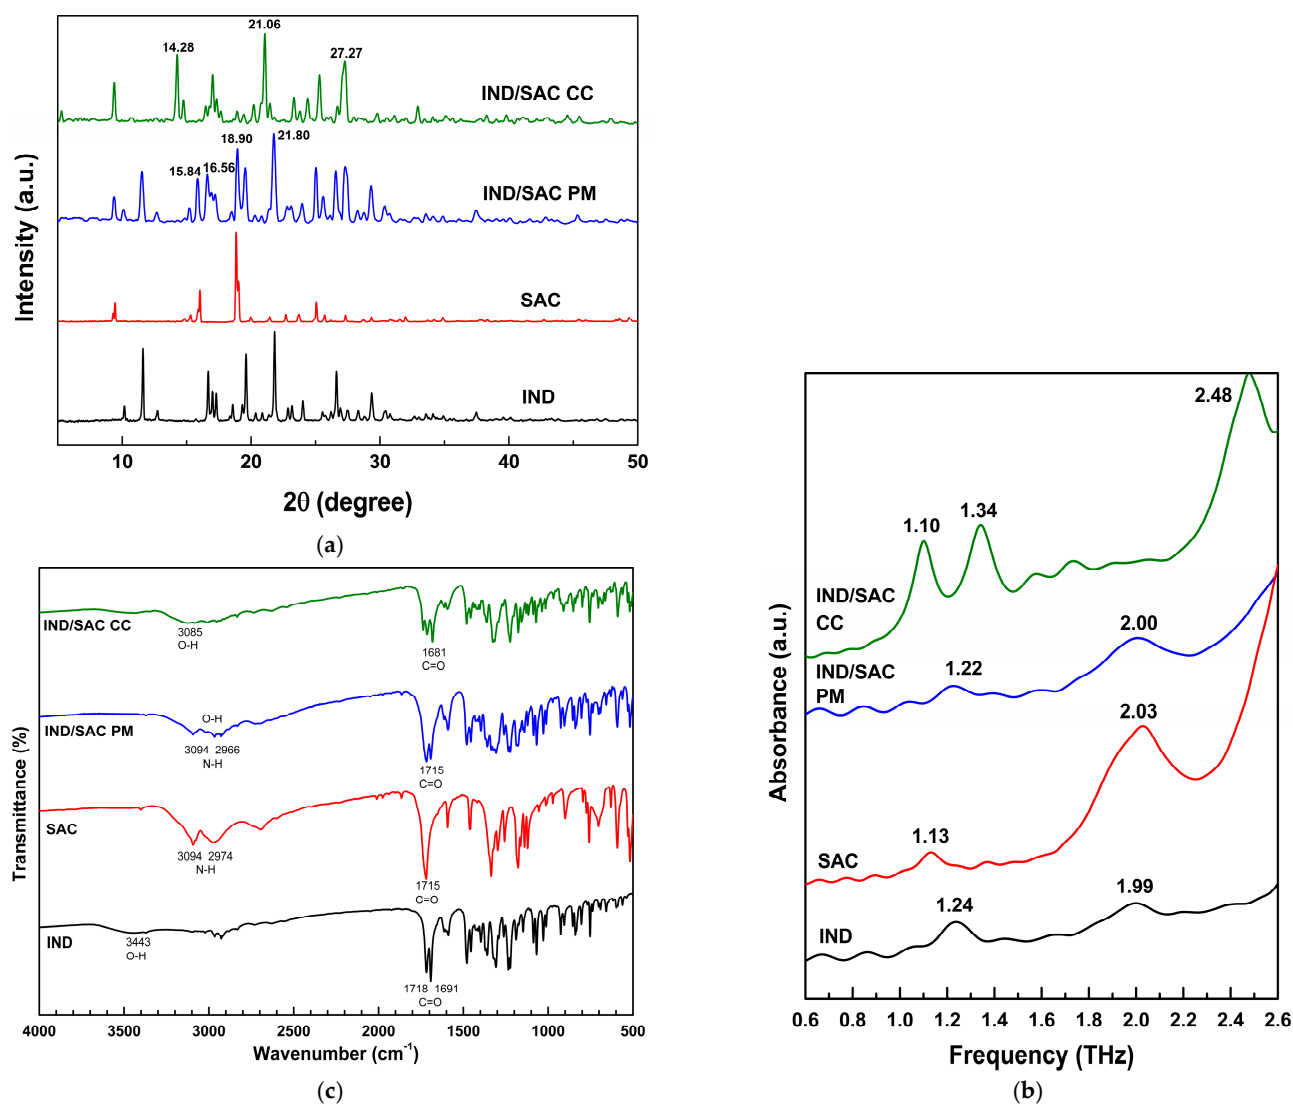 21.06
14.28
27.27
IND/SAC CC
18.90
21.80
15.84
16.56
IND/SAC PM
SAC
IND
Intensity (a.u.)
10
20
30
40
50
2θ (degree)
(a)
IND/SAC CC
3085
O-H
1681
C=O
O-H
IND/SAC PM
3094 2966
N-H
1715
C=O
SAC
3094 2974
N-H
1715
C=O
IND
3443
O-H
1718 1691
C=O
Transmittance (%)
4000
3500
3000
2500
2000
1500
1000
500
Wavenumber (cm-1)
(c)
2.48
1.34
1.10
IND/SAC
CC
2.00
IND/SAC
PM
1.22
2.03
1.13
SAC
1.99
1.24
IND
Absorbance (a.u.)
0.6
0.8
1.0
1.2
1.4
1.6
1.8
2.0
2.2
2.4
2.6
Frequency (THz)
(b)